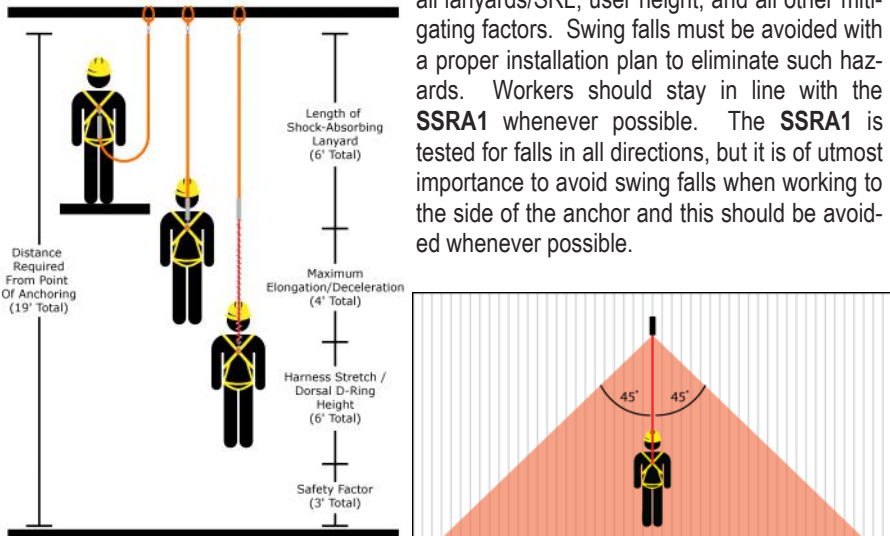 all lanyards/SRL, user height, and all other miti-
gating factors. Swing falls must be avoided with
a proper installation plan to eliminate such haz-
ards. Workers should stay in line with the
SSRA1 whenever possible. The SSRA1 is
tested for falls in all directions, but it is of utmost
importance to avoid swing falls when working to
the side of the anchor and this should be avoid-
ed whenever possible.
Distance
Required
From Point
Of Anchoring
(19' Total)
Length of
Shock-Absorbing
Lanyard
(6' Total)
Maximum
Elongation/Deceleration
(4' Total)
Harness Stretch /
Dorsal D-Ring
Height
(6' Total)
Safety Factor
(3' Total)
45° 45°